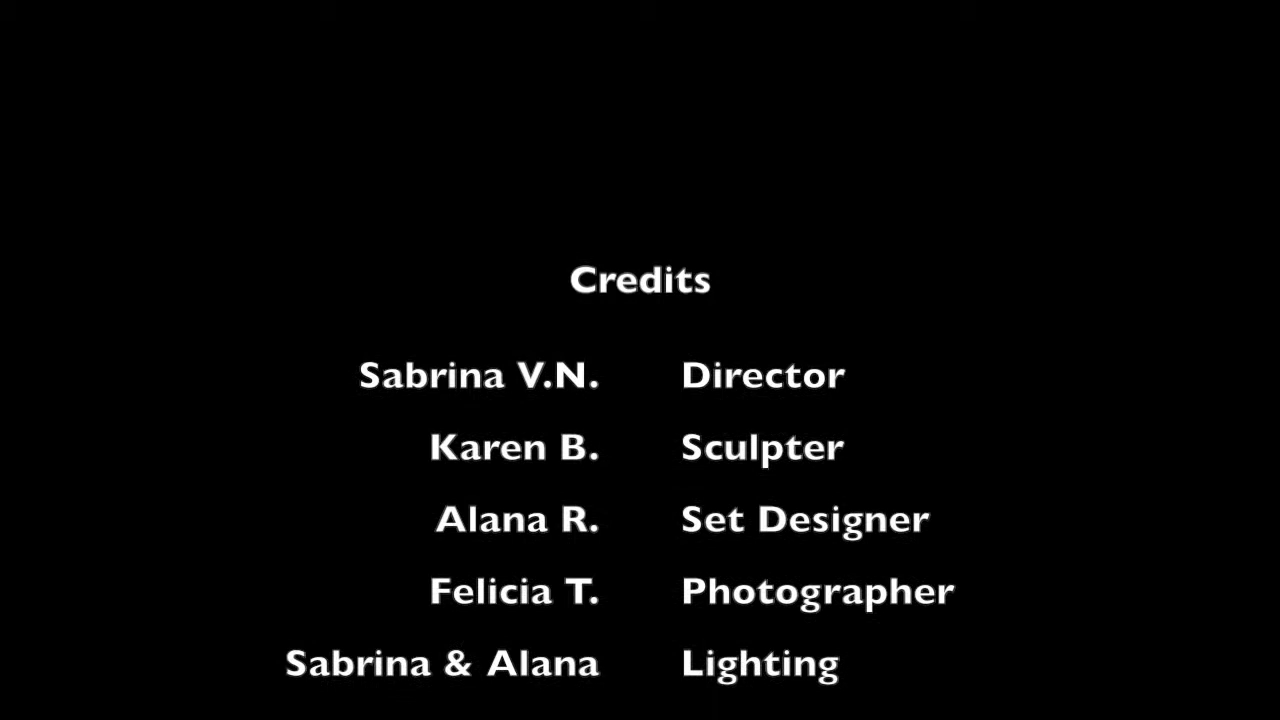 Credits
Sabrina V.N. Director
Karen B. Sculpter
Alana R. Set Designer
Felicia T. Photographer
Sabrina & Alana Lighting